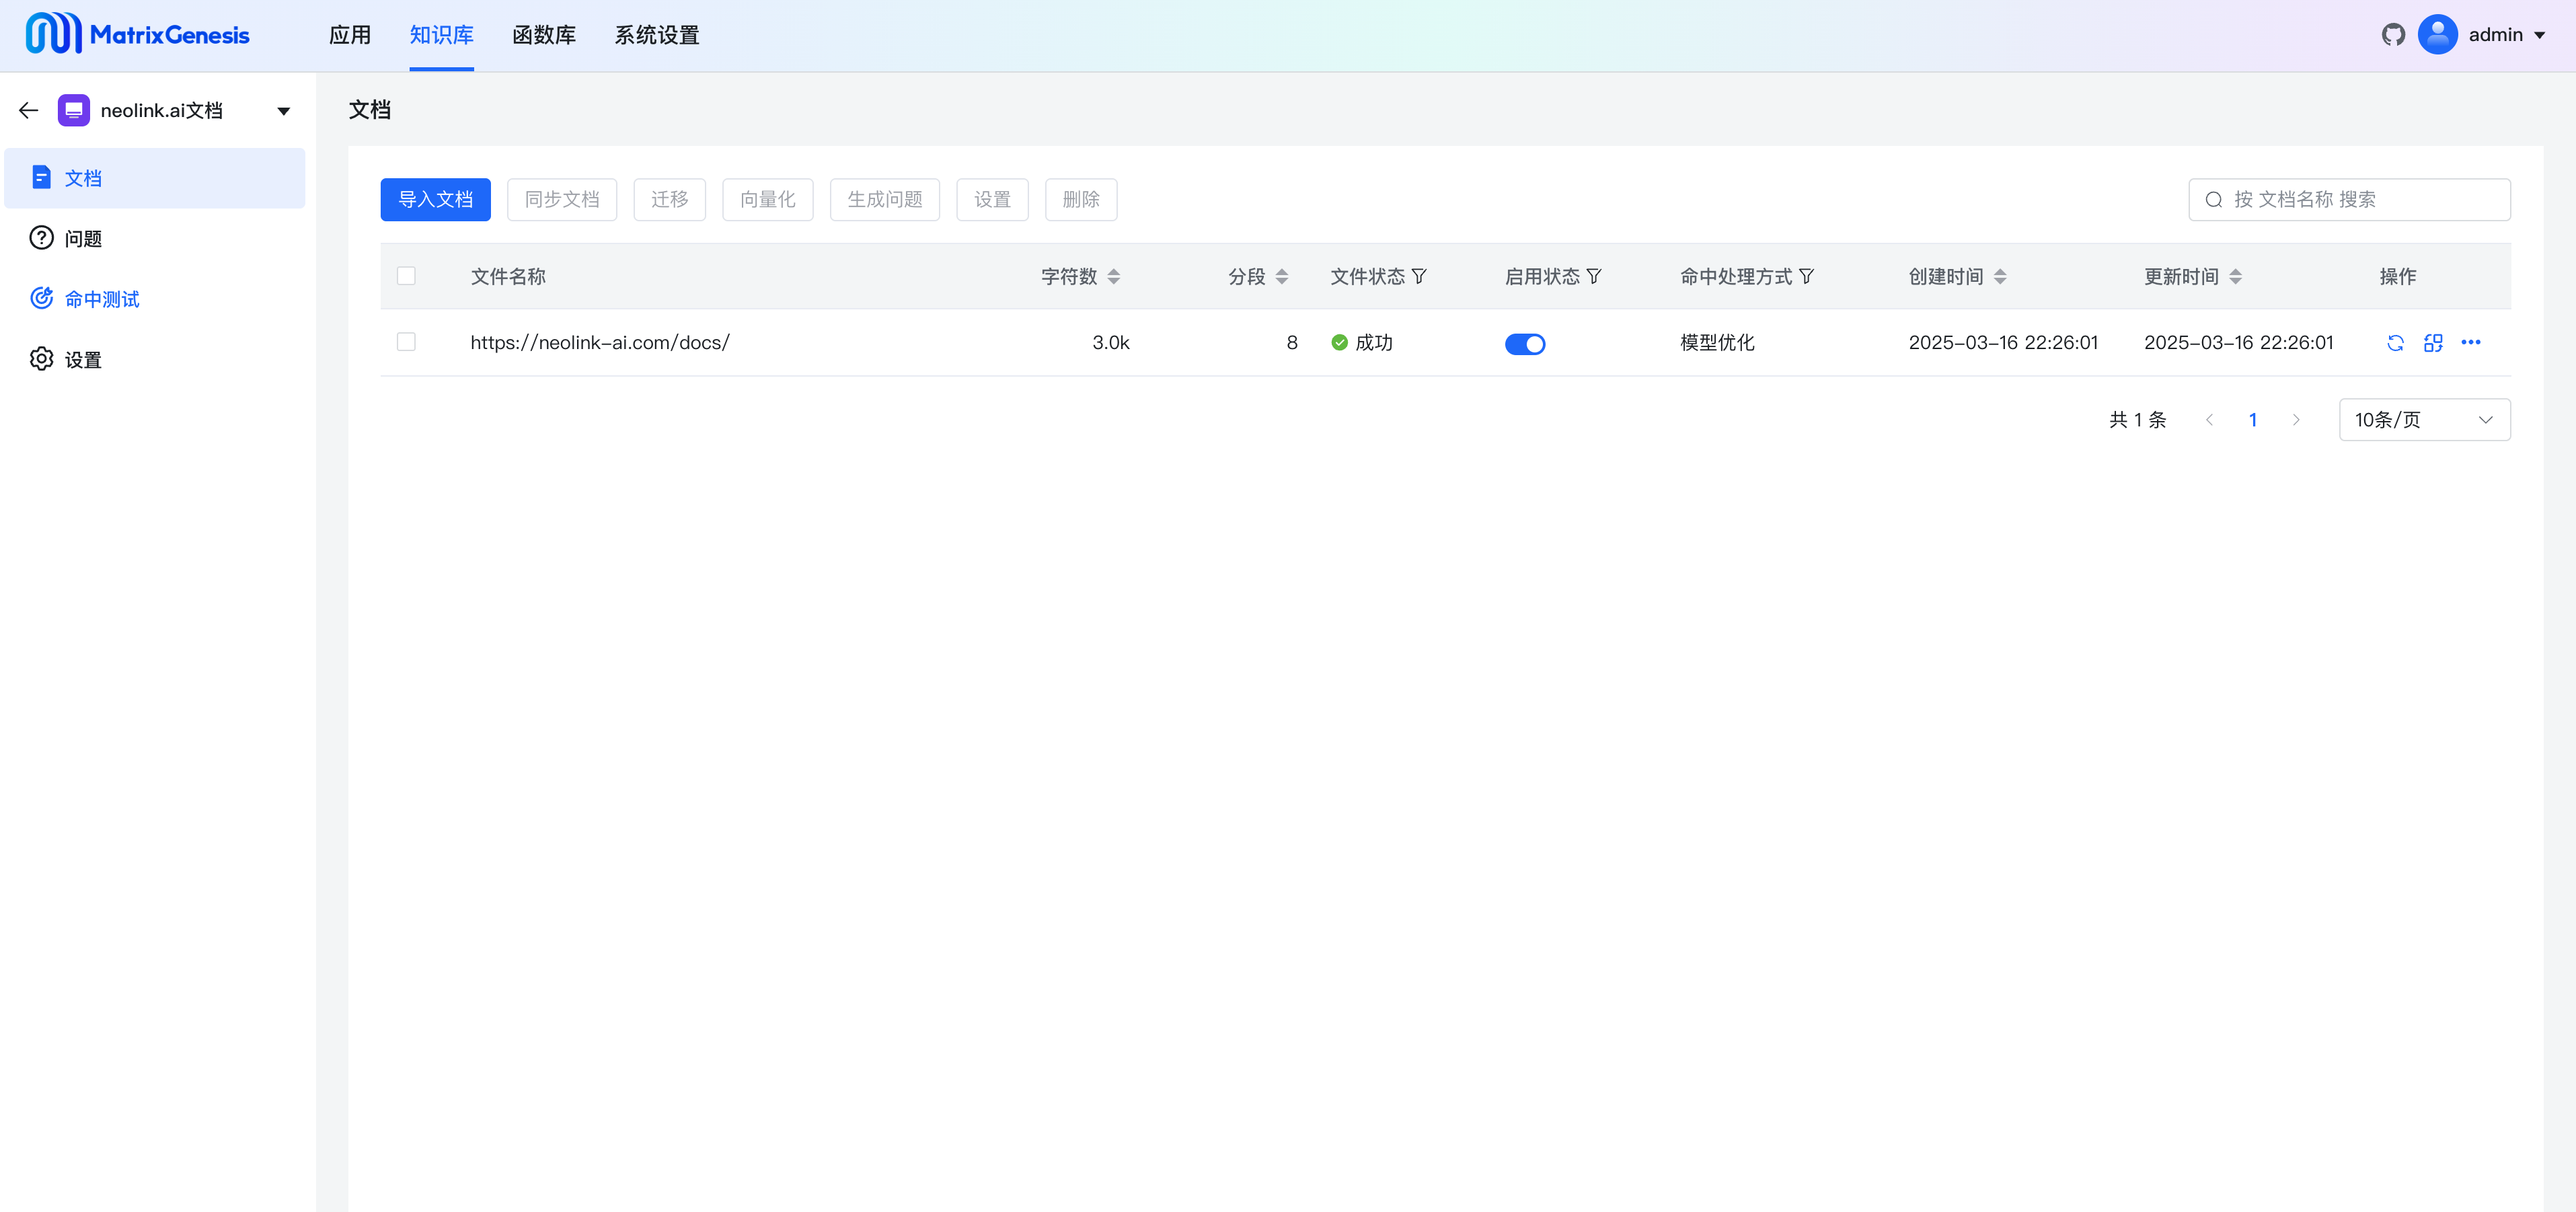 MatrixGenesis 应用 知识库 函数库 系统设置 admin
neolink.ai文档
文档
问题
命中测试
设置
文档
导入文档 同步文档 迁移 向量化 生成问题 设置 删除 按 文档名称 搜索
文件名称 字符数 分段 文件状态 启用状态 命中处理方式 创建时间 更新时间 操作
https://neolink-ai.com/docs/ 3.0k 8 成功 模型优化 2025-03-16 22:26:01 2025-03-16 22:26:01
共 1 条 1 10条/页